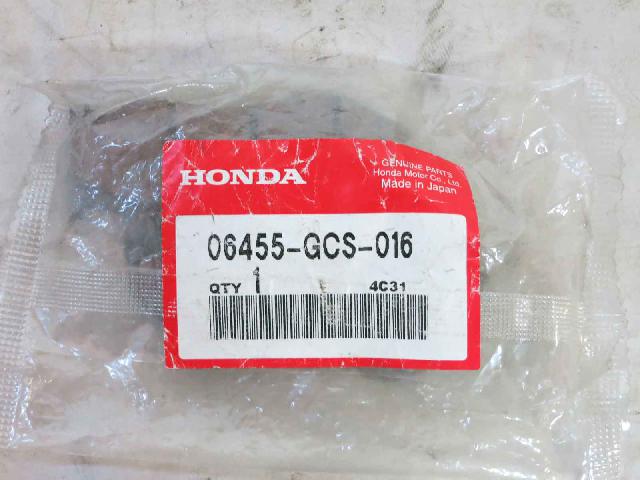 GENUINE PARTS
Honda Motor Co., Ltd.
Made in Japan
HONDA
06455-GCS-016
QTY 1 4C31